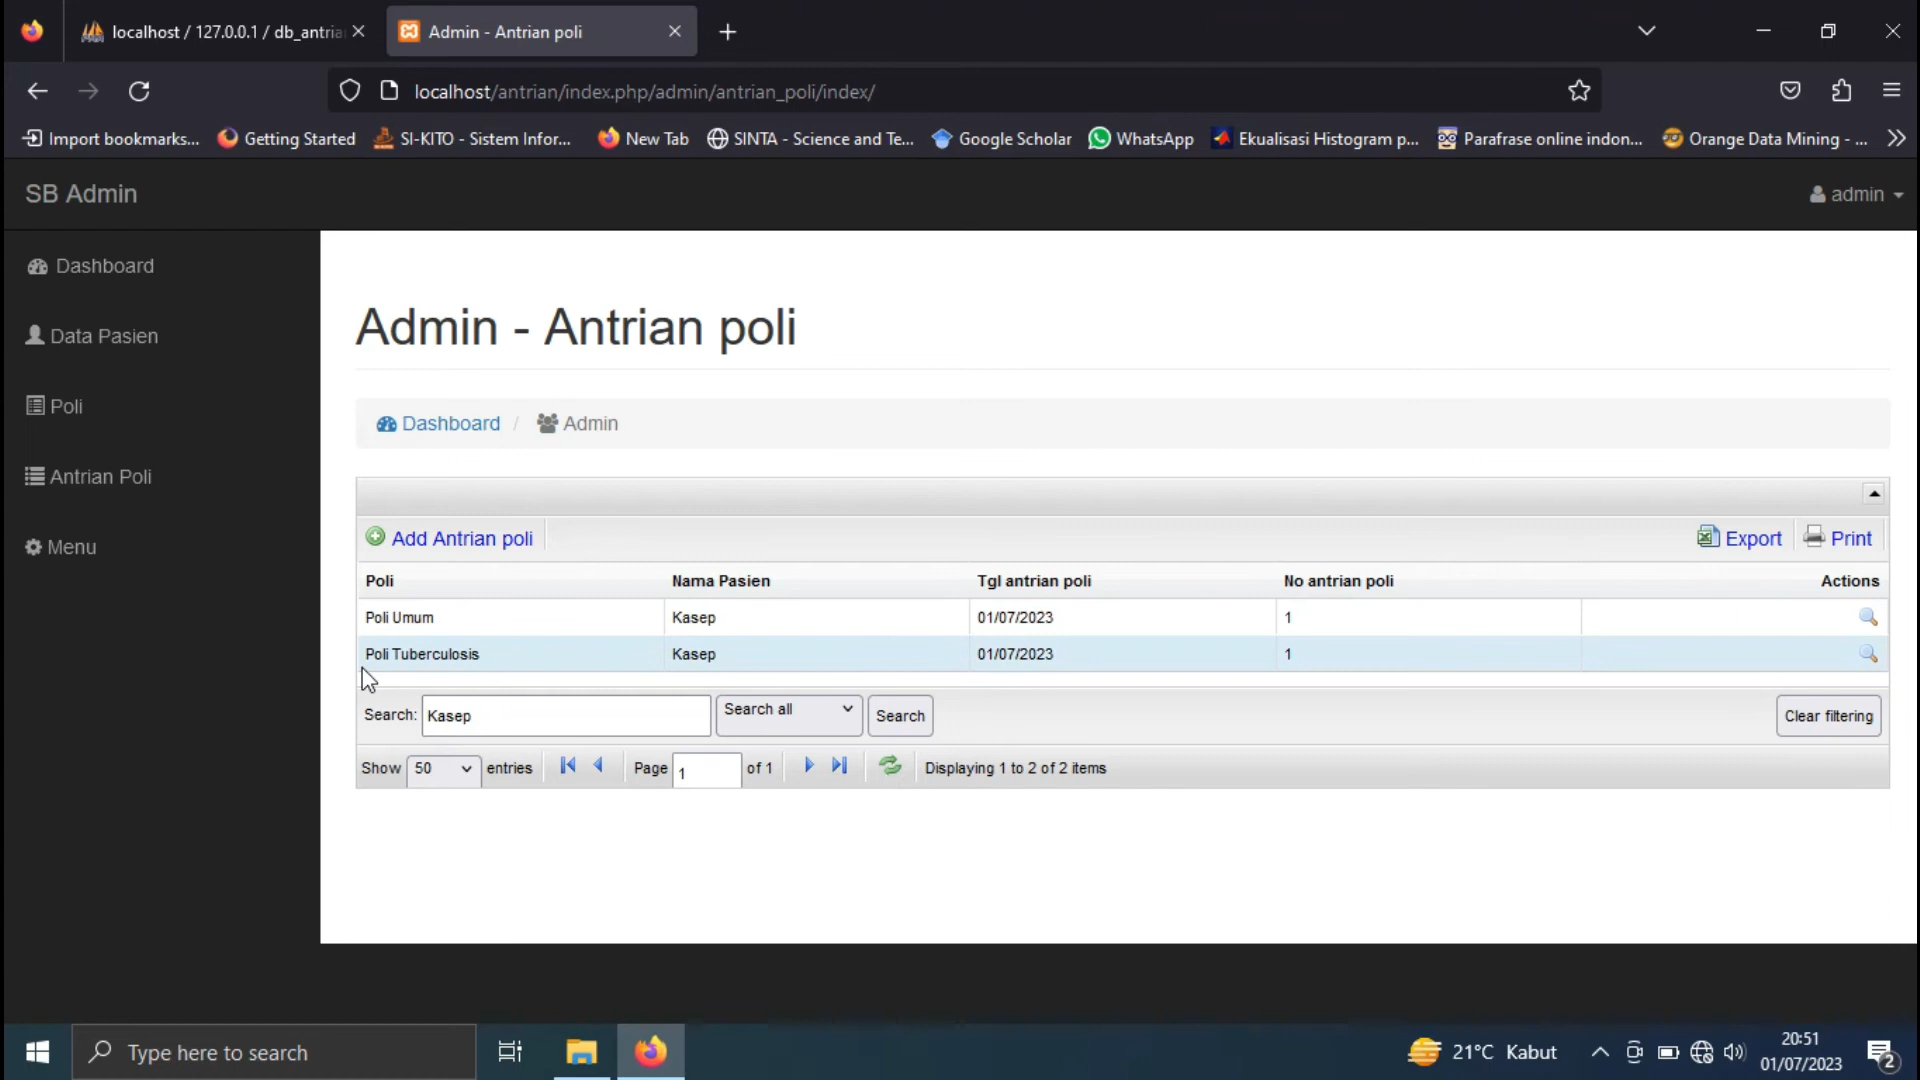 localhost / 127.0.0.1 / db_antria
Admin - Antrian poli
localhost/antrian/index.php/admin/antrian_poli/index/
Import bookmarks... Getting Started SI-KITO - Sistem Infor... New Tab SINTA - Science and Te... Google Scholar WhatsApp Ekualisasi Histogram p... Parafrase online indon... Orange Data Mining - ...
SB Admin
admin
Dashboard
Data Pasien
Poli
Antrian Poli
Menu
Admin - Antrian poli
Dashboard / Admin
Add Antrian poli
Export Print
Poli Nama Pasien Tgl antrian poli No antrian poli Actions
Poli Umum Kasep 01/07/2023 1
Poli Tuberculosis Kasep 01/07/2023 1
Search: Kasep Search all Search Clear filtering
Show 50 entries Page 1 of 1 Displaying 1 to 2 of 2 items
Type here to search
21°C Kabut
20:51
01/07/2023
2